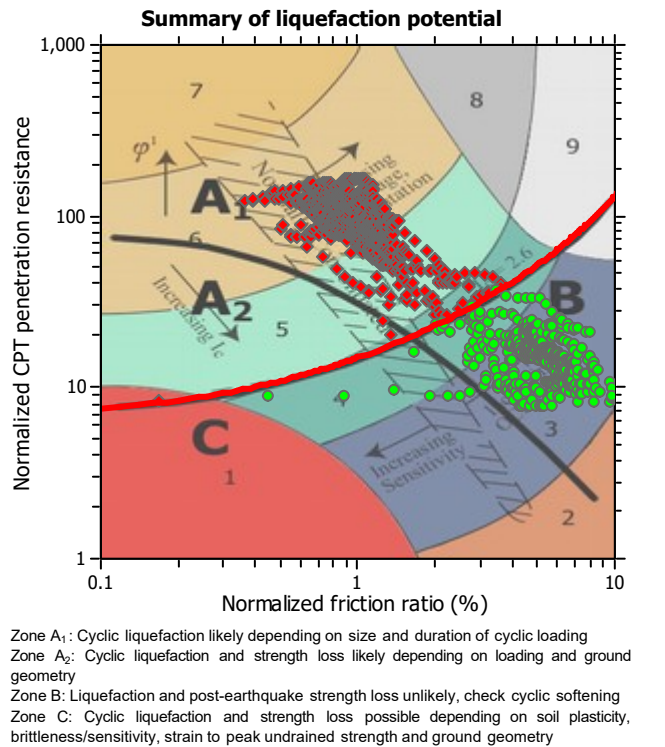 Summary of liquefaction potential
1,000
7
8
9
φ'
A1
100
6
2.6
A2
B
Increasing Ic
5
10
4
C
3
1
Increasing
Sensitivity
2
1
0.1
1
10
Normalized CPT penetration resistance
Normalized friction ratio (%)
Zone A1: Cyclic liquefaction likely depending on size and duration of cyclic loading
Zone A2: Cyclic liquefaction and strength loss likely depending on loading and ground
geometry
Zone B: Liquefaction and post-earthquake strength loss unlikely, check cyclic softening
Zone C: Cyclic liquefaction and strength loss possible depending on soil plasticity,
brittleness/sensitivity, strain to peak undrained strength and ground geometry